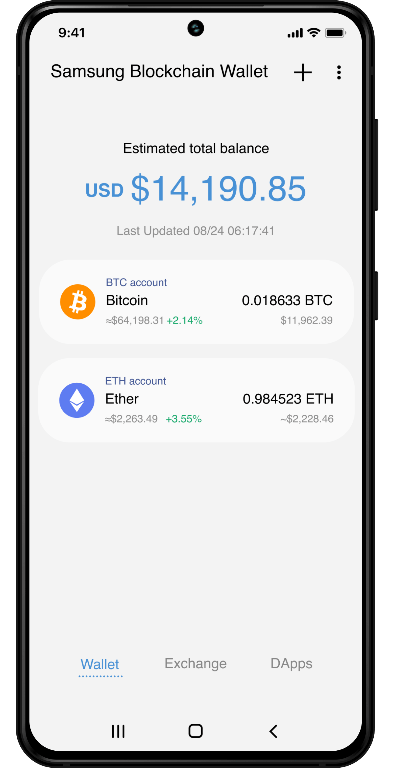 9:41
Samsung Blockchain Wallet
Estimated total balance
USD $14,190.85
Last Updated 08/24 06:17:41
BTC account
Bitcoin 0.018633 BTC
≈$64,198.31 +2.14% $11,962.39
ETH account
Ether 0.984523 ETH
≈$2,263.49 +3.55% ~$2,228.46
Wallet Exchange DApps